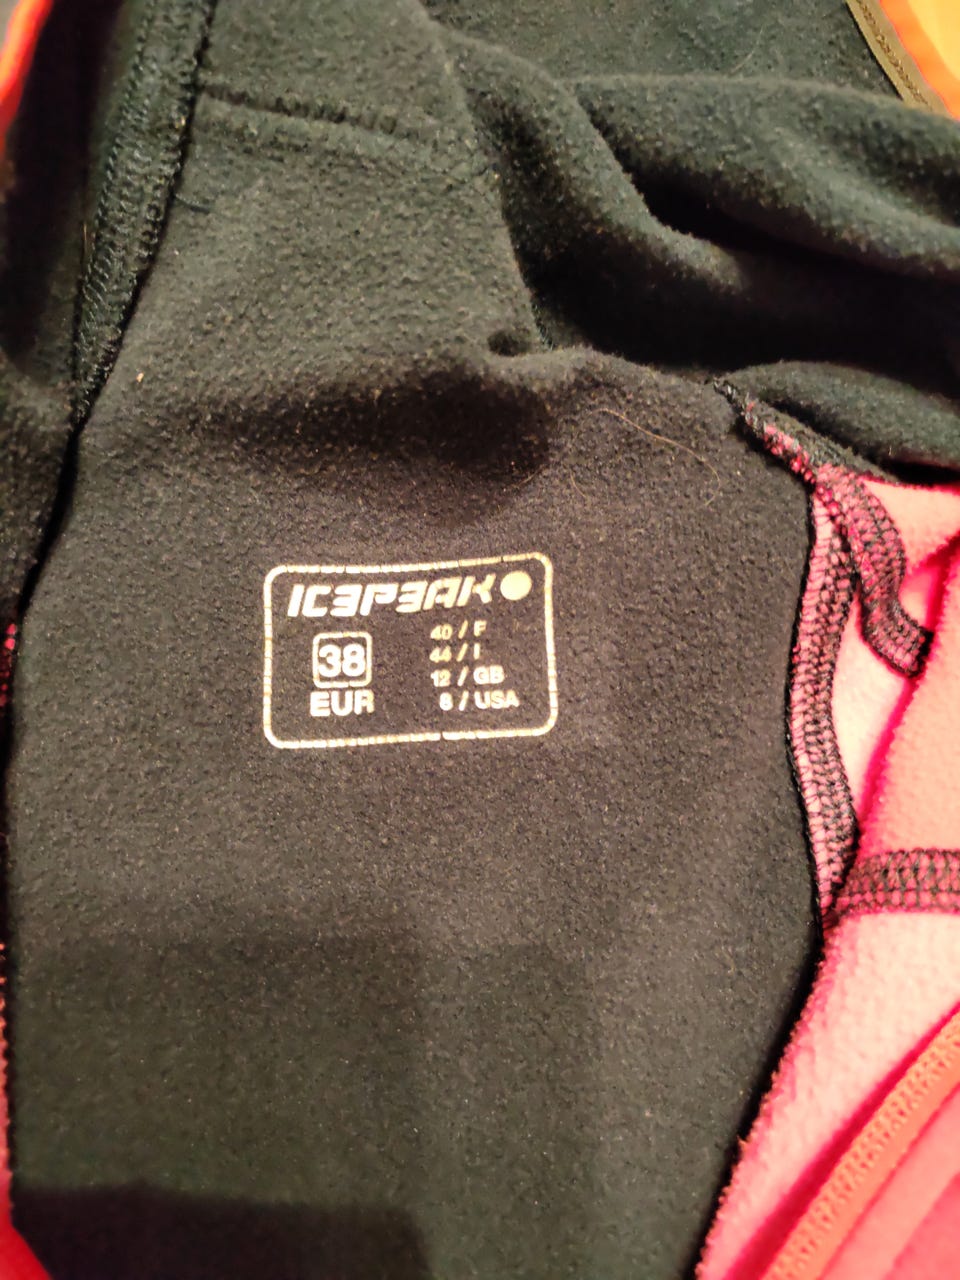 ICEPEAK
38
EUR
40 / F
44 / I
12 / GB
8 / USA